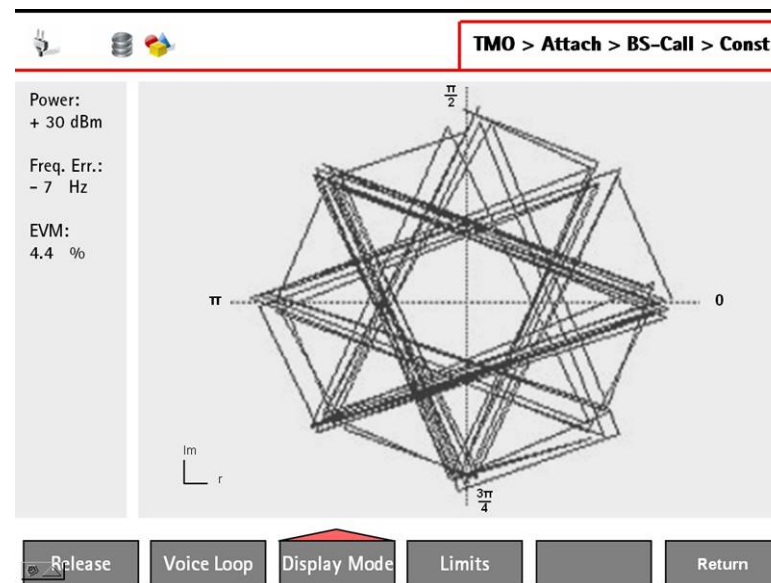 TMO > Attach > BS-Call > Const
Power:
+ 30 dBm
Freq. Err.:
- 7 Hz
EVM:
4.4 %
π
2
π
0
Im
r
3π
4
Release
Voice Loop
Display Mode
Limits
Return